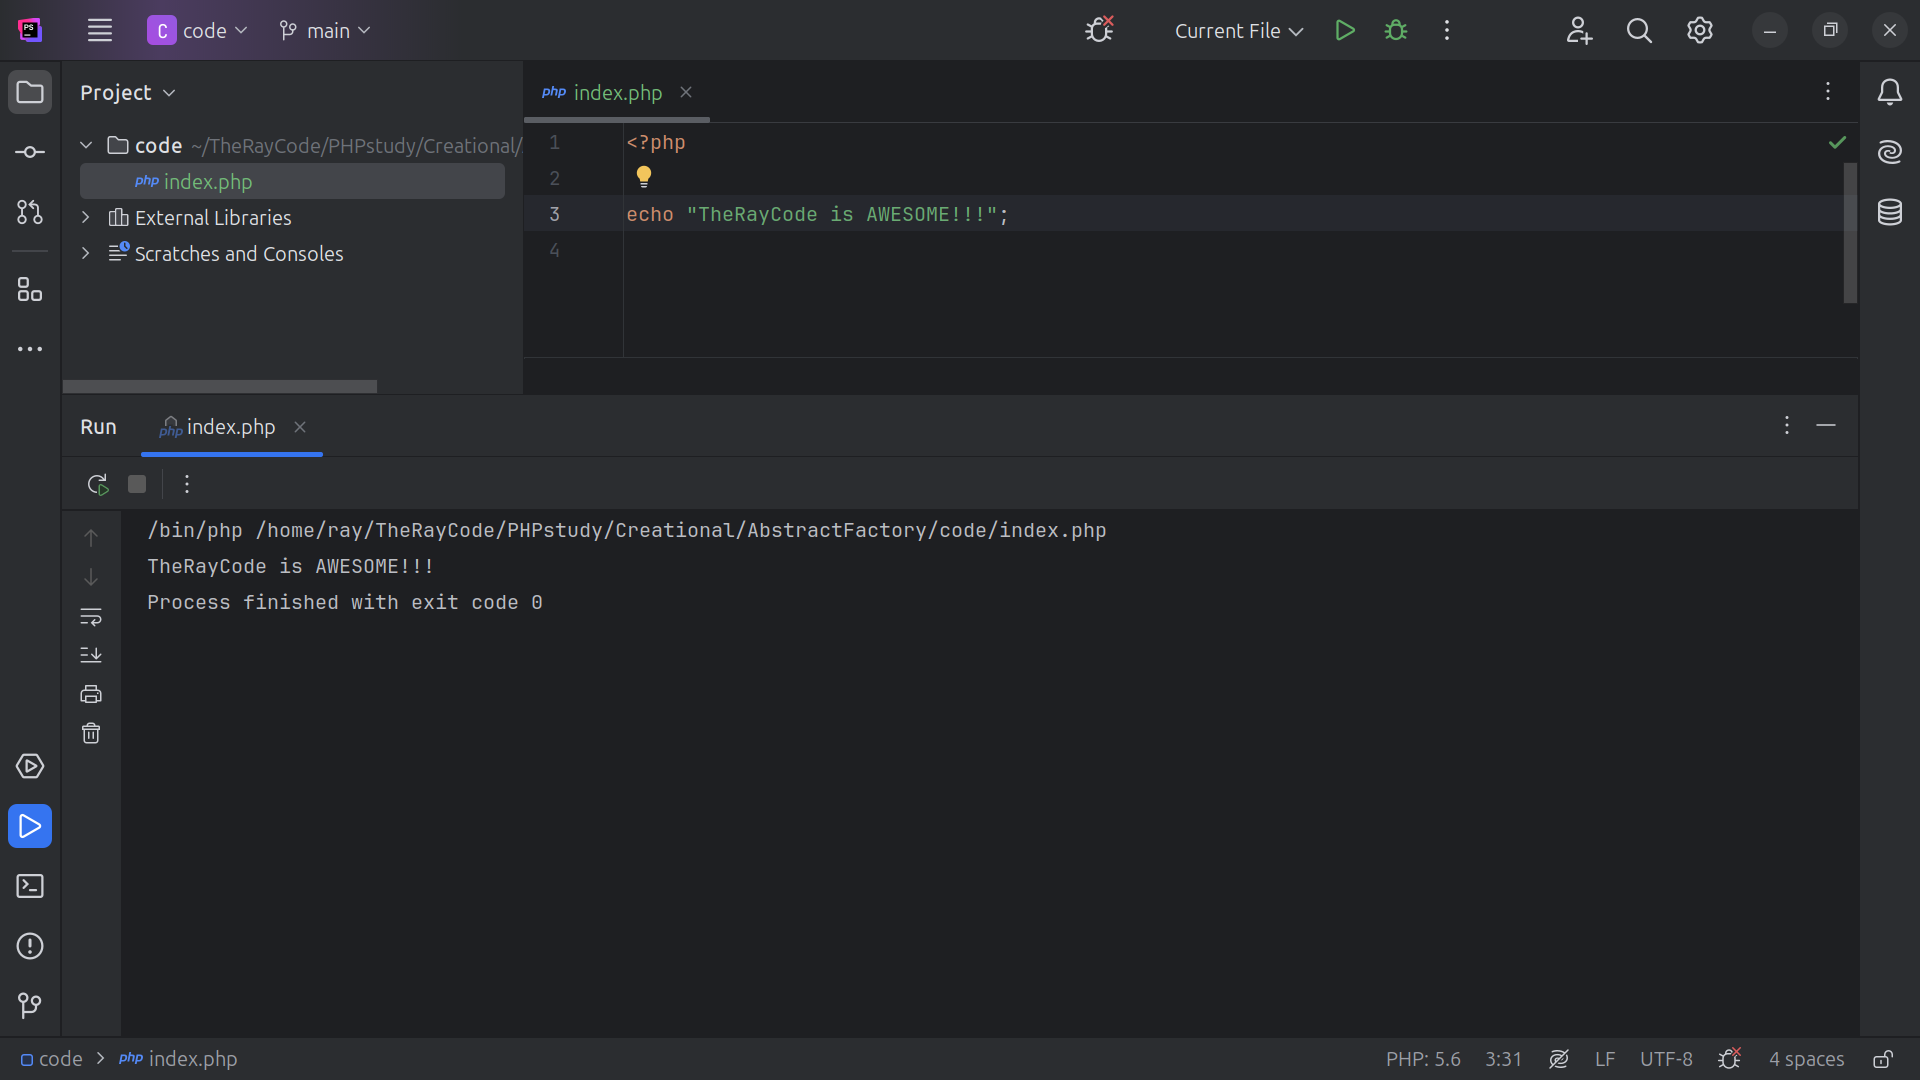 PS
C code main Current File
Project
code ~/TheRayCode/PHPstudy/Creational/
php index.php
External Libraries
Scratches and Consoles
php index.php
1 <?php
2
3 echo "TheRayCode is AWESOME!!!";
4
Run php index.php
/bin/php /home/ray/TheRayCode/PHPstudy/Creational/AbstractFactory/code/index.php
TheRayCode is AWESOME!!!
Process finished with exit code 0
code php index.php PHP: 5.6 3:31 LF UTF-8 4 spaces